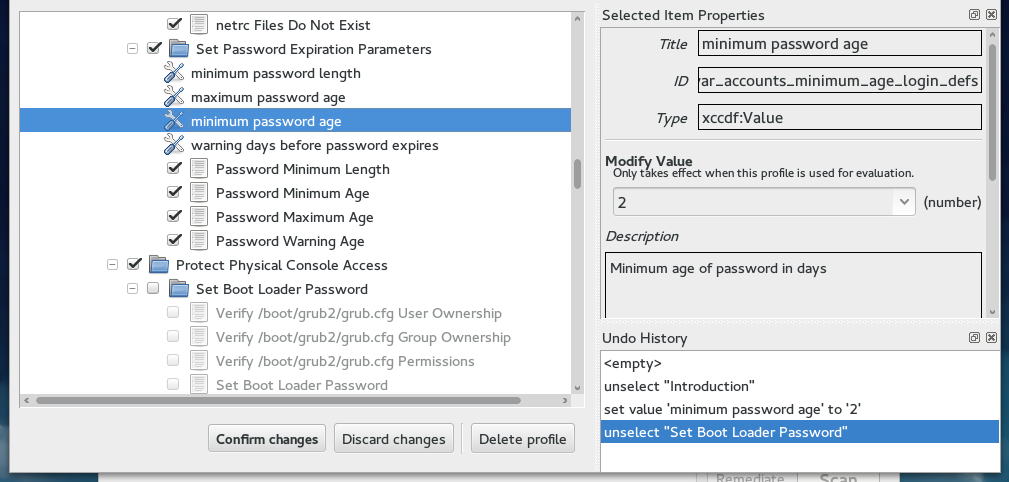 netrc Files Do Not Exist
Set Password Expiration Parameters
minimum password length
maximum password age
minimum password age
warning days before password expires
Password Minimum Length
Password Minimum Age
Password Maximum Age
Password Warning Age
Protect Physical Console Access
Set Boot Loader Password
Verify /boot/grub2/grub.cfg User Ownership
Verify /boot/grub2/grub.cfg Group Ownership
Verify /boot/grub2/grub.cfg Permissions
Set Boot Loader Password
Confirm changes
Discard changes
Delete profile
Selected Item Properties
Title minimum password age
ID var_accounts_minimum_age_login_defs
Type xccdf:Value
Modify Value
Only takes effect when this profile is used for evaluation.
2 (number)
Description
Minimum age of password in days
Undo History
<empty>
unselect "Introduction"
set value 'minimum password age' to '2'
unselect "Set Boot Loader Password"
Remediate Scan